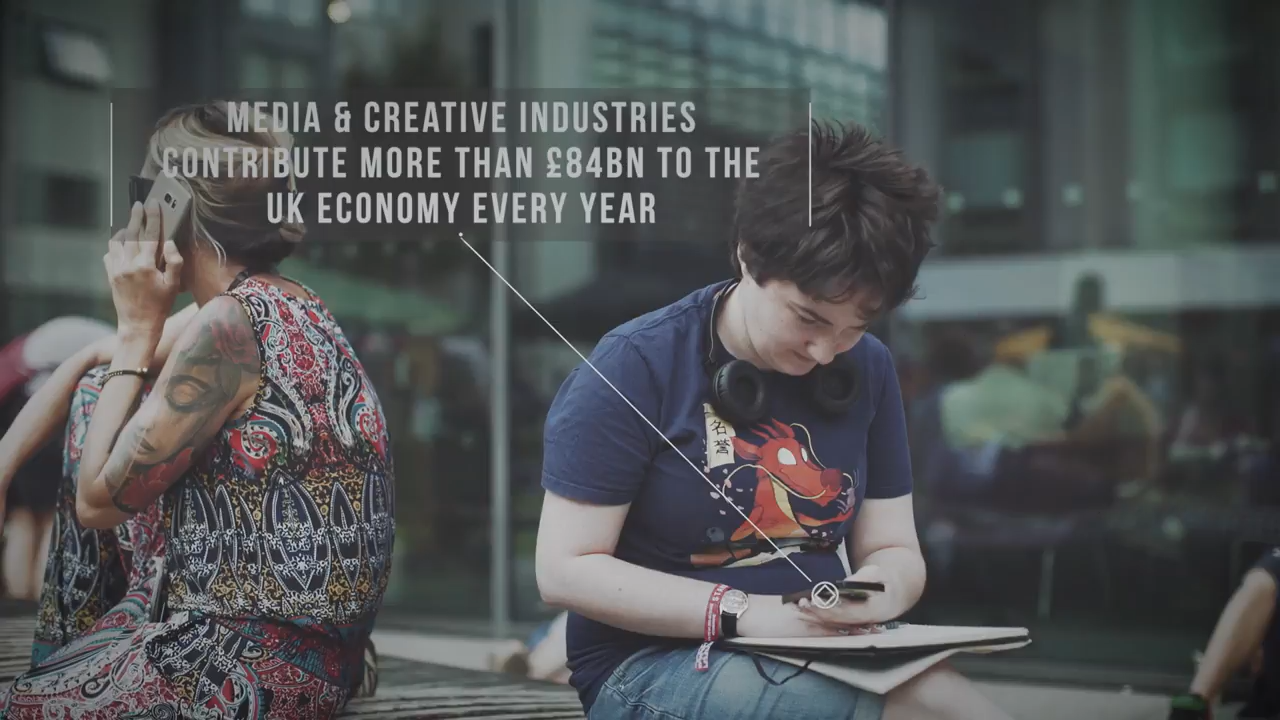 MEDIA & CREATIVE INDUSTRIES
CONTRIBUTE MORE THAN £84BN TO THE
UK ECONOMY EVERY YEAR
名
誉